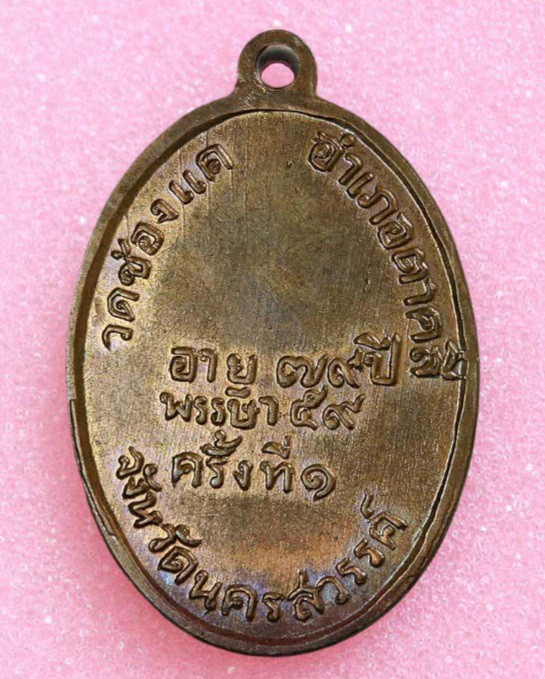 วัดช่องแค
อำเภอตาคลี
อายุ ๗๙ ปี
พรรษา ๕๙
ครั้งที่ ๑
จังหวัดนครสวรรค์